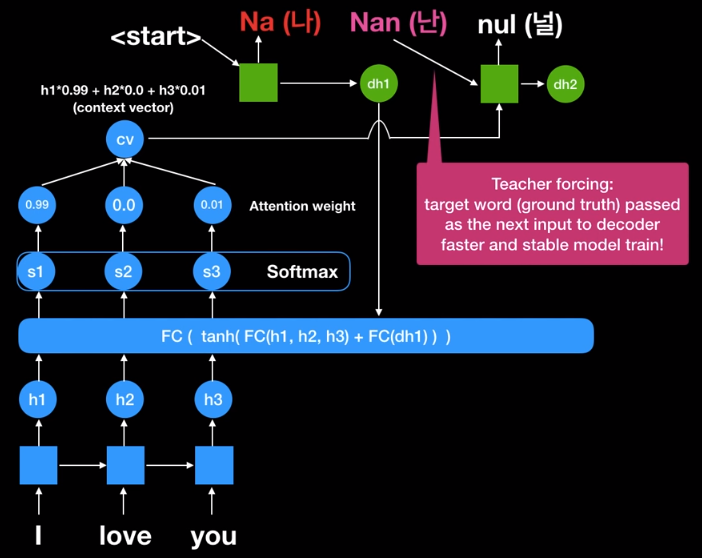 Na (나)
Nan (난)
nul (널)
<start>
h1*0.99 + h2*0.0 + h3*0.01
(context vector)
dh1
dh2
cv
Teacher forcing:
target word (ground truth) passed
as the next input to decoder
faster and stable model train!
0.99
0.0
0.01
Attention weight
s1
s2
s3
Softmax
FC ( tanh( FC(h1, h2, h3) + FC(dh1) ) )
h1
h2
h3
I
love
you